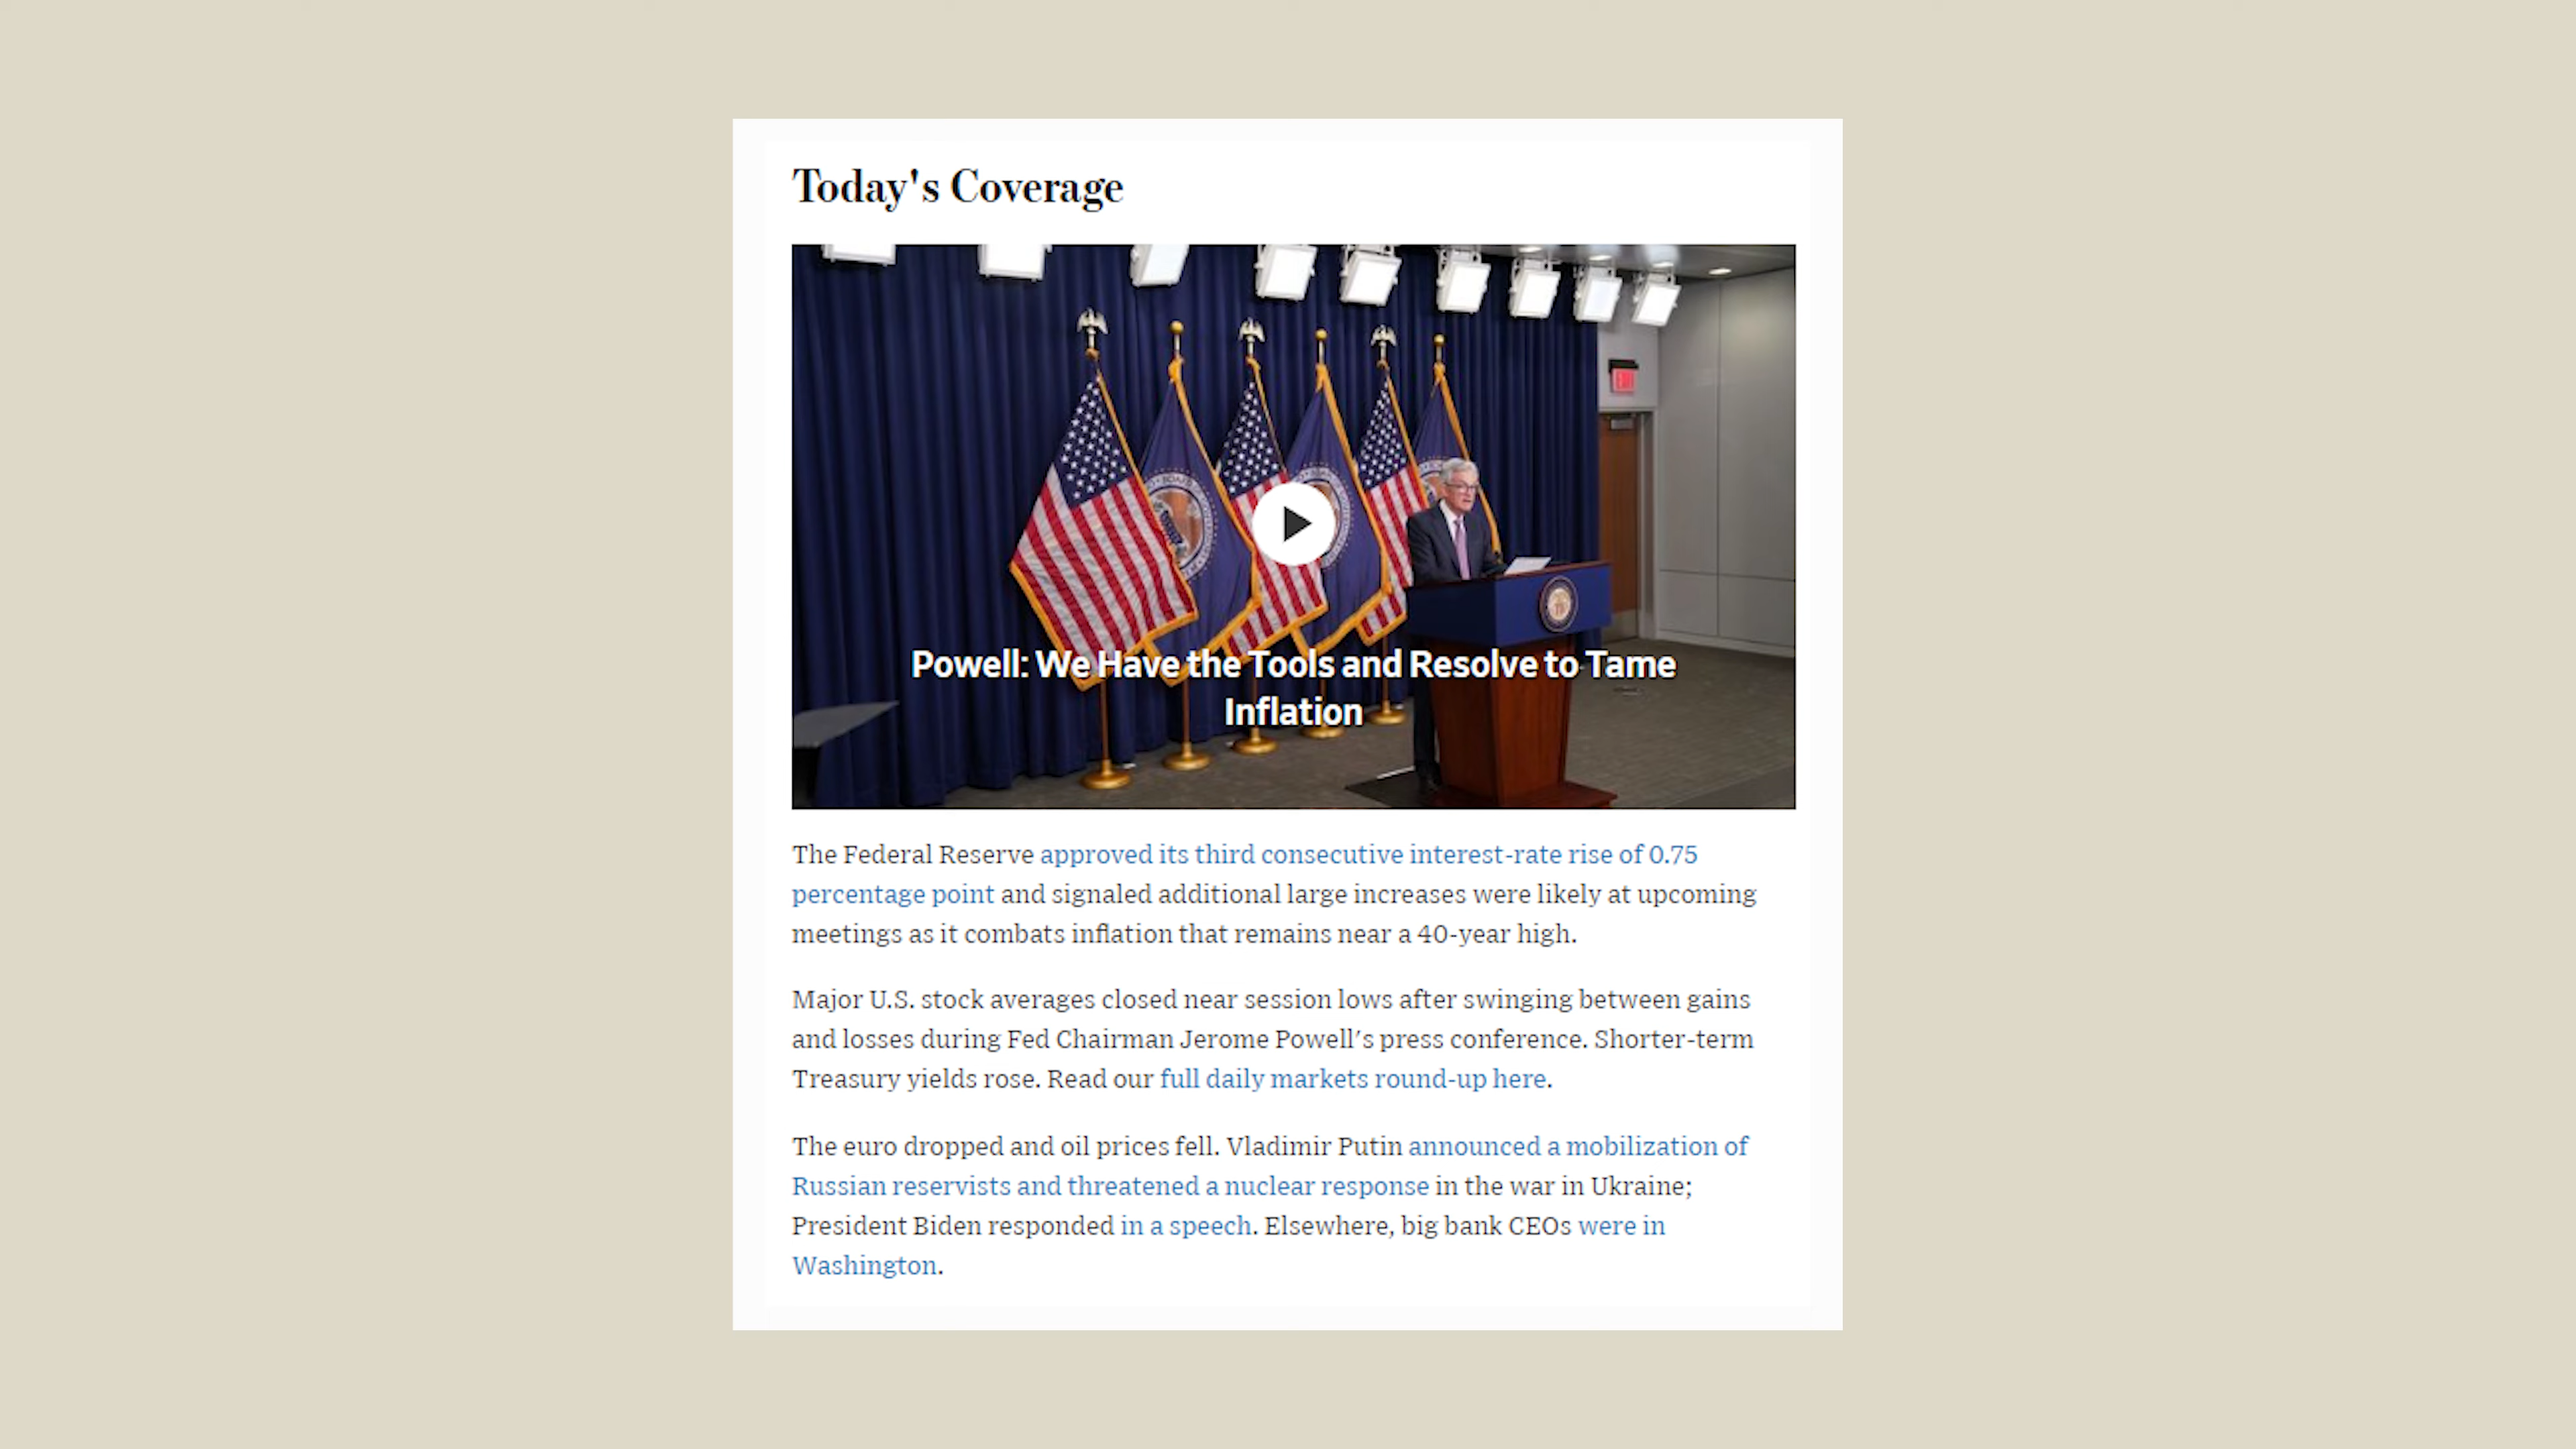 Today's Coverage
EXIT
Powell: We Have the Tools and Resolve to Tame
Inflation
The Federal Reserve approved its third consecutive interest-rate rise of 0.75
percentage point and signaled additional large increases were likely at upcoming
meetings as it combats inflation that remains near a 40-year high.
Major U.S. stock averages closed near session lows after swinging between gains
and losses during Fed Chairman Jerome Powell's press conference. Shorter-term
Treasury yields rose. Read our full daily markets round-up here.
The euro dropped and oil prices fell. Vladimir Putin announced a mobilization of
Russian reservists and threatened a nuclear response in the war in Ukraine;
President Biden responded in a speech. Elsewhere, big bank CEOs were in
Washington.